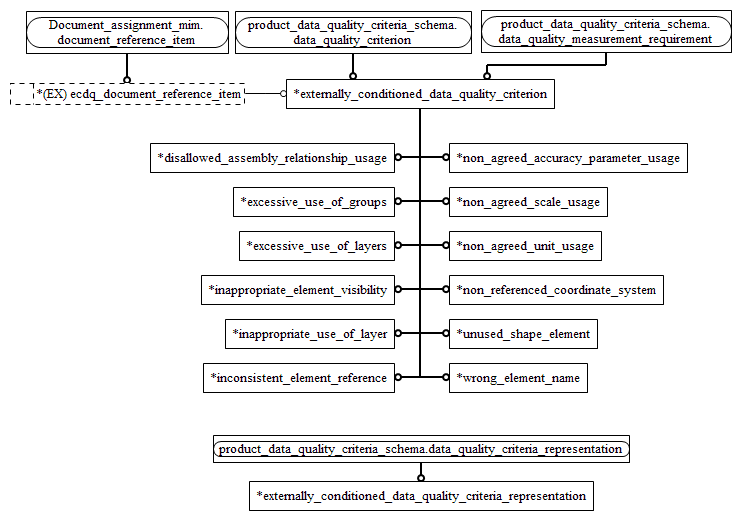 Document_assignment_mim.
document_reference_item
product_data_quality_criteria_schema.
data_quality_criterion
product_data_quality_criteria_schema.
data_quality_measurement_requirement
*(EX) ecdq_document_reference_item
*externally_conditioned_data_quality_criterion
*disallowed_assembly_relationship_usage
*non_agreed_accuracy_parameter_usage
*excessive_use_of_groups
*non_agreed_scale_usage
*excessive_use_of_layers
*non_agreed_unit_usage
*inappropriate_element_visibility
*non_referenced_coordinate_system
*inappropriate_use_of_layer
*unused_shape_element
*inconsistent_element_reference
*wrong_element_name
product_data_quality_criteria_schema.data_quality_criteria_representation
*externally_conditioned_data_quality_criteria_representation